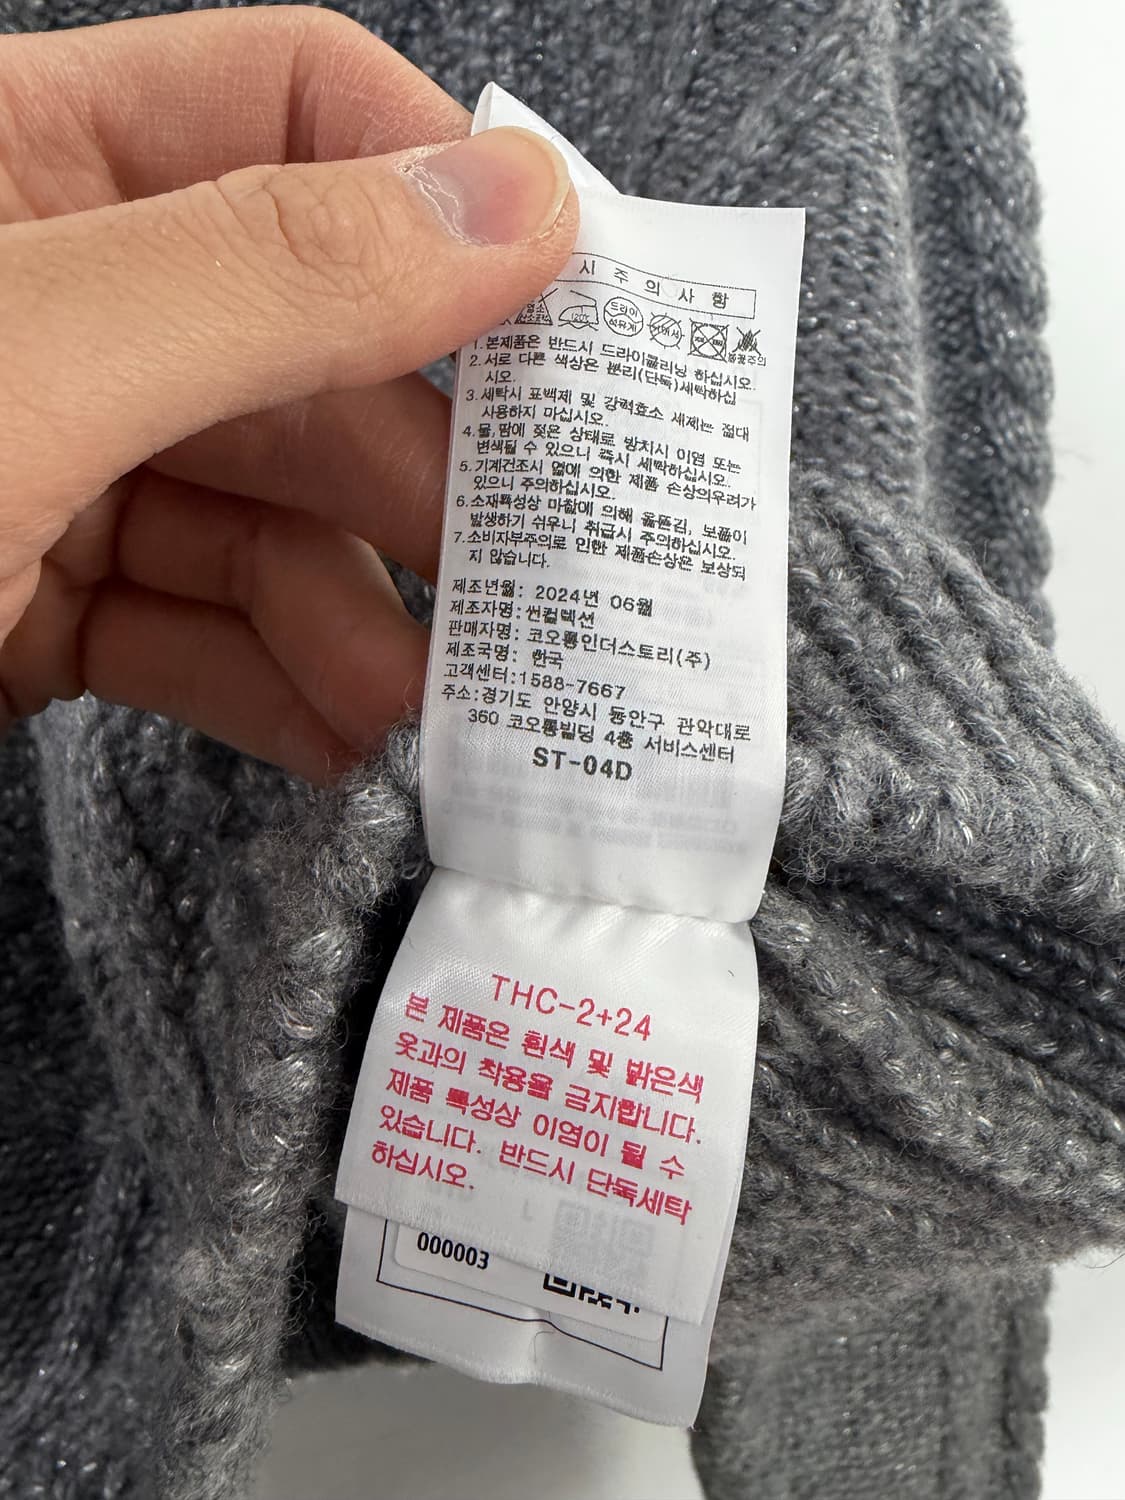 시 주 의 사 항
염소
120℃
드라이
석유계
1.본제품은 반드시 드라이클리닝 하십시오.
2.서로 다른 색상은 분리(단독)세탁하십
시오.
3.세탁시 표백제 및 강력효소 세제는 절대
사용하지 마십시오.
4.물,땀에 젖은 상태로 방치시 이염 또는
변색될 수 있으니 즉시 세탁하십시오.
5.기계건조시 열에 의한 제품 손상의우려가
있으니 주의하십시오.
6.소재특성상 마찰에 의해 올뜯김, 보풀이
발생하기 쉬우니 취급시 주의하십시오.
7.소비자부주의로 인한 제품손상은 보상되
지 않습니다.
제조년월: 2024년 06월
제조자명:썬컬렉션
판매자명: 코오롱인더스트리(주)
제조국명: 한국
고객센터:1588-7667
주소:경기도 안양시 동안구 관악대로
360 코오롱빌딩 4층 서비스센터
ST-04D
THC-2+24
본 제품은 흰색 및 밝은색
옷과의 착용을 금지합니다.
제품 특성상 이염이 될 수
있습니다. 반드시 단독세탁
하십시오.
000003